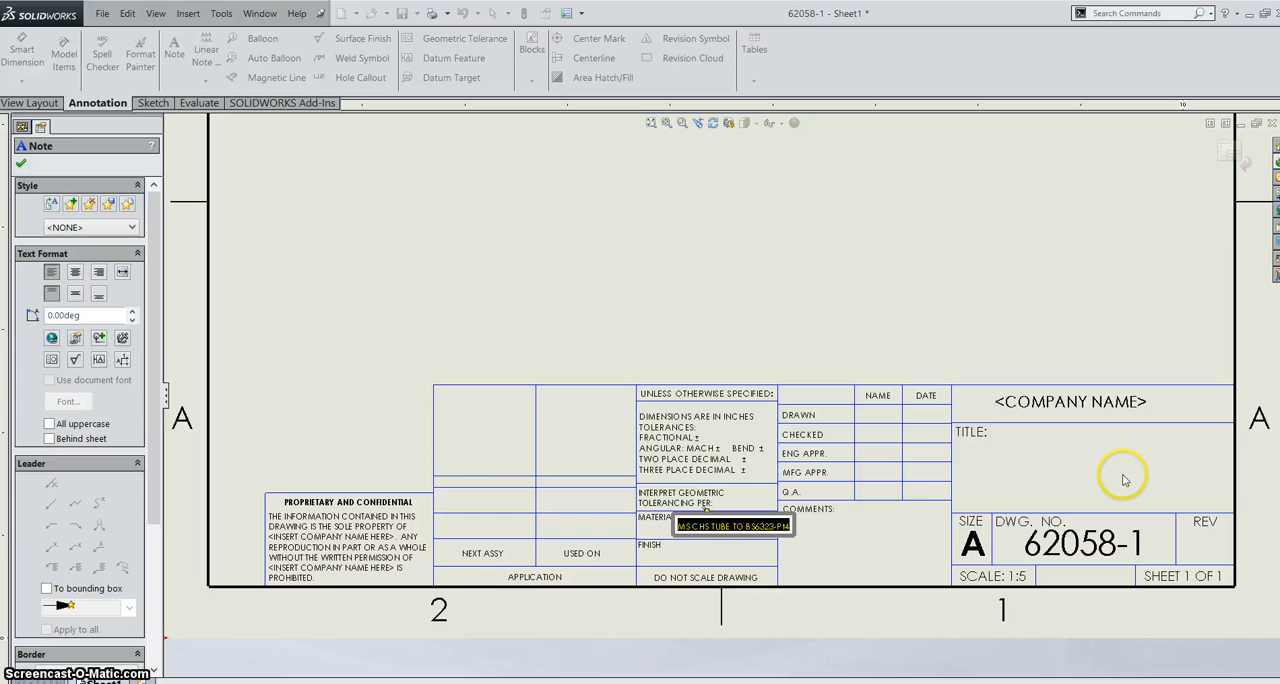 SOLIDWORKS
File Edit View Insert Tools Window Help
62058-1 - Sheet1 *
Search Commands
?
Smart Dimension
Model Items
Spell Checker
Format Painter
Note
Linear Note ...
Balloon
Auto Balloon
Magnetic Line
Surface Finish
Weld Symbol
Hole Callout
Geometric Tolerance
Datum Feature
Datum Target
Blocks
Center Mark
Centerline
Area Hatch/Fill
Revision Symbol
Revision Cloud
Tables
View Layout Annotation Sketch Evaluate SOLIDWORKS Add-Ins
10
Note
?
Style
<NONE>
Text Format
0.00deg
Use document font
Font...
All uppercase
Behind sheet
Leader
To bounding box
Apply to all
Border
Sheet1
Screencast-O-Matic.com
A
A
2
1
PROPRIETARY AND CONFIDENTIAL
THE INFORMATION CONTAINED IN THIS
DRAWING IS THE SOLE PROPERTY OF
<INSERT COMPANY NAME HERE>. ANY
REPRODUCTION IN PART OR AS A WHOLE
WITHOUT THE WRITTEN PERMISSION OF
<INSERT COMPANY NAME HERE> IS
PROHIBITED.
NEXT ASSY
USED ON
APPLICATION
UNLESS OTHERWISE SPECIFIED:
DIMENSIONS ARE IN INCHES
TOLERANCES:
FRACTIONAL ±
ANGULAR: MACH ± BEND ±
TWO PLACE DECIMAL ±
THREE PLACE DECIMAL ±
INTERPRET GEOMETRIC
TOLERANCING PER:
MATERIA
MS CHS TUBE TO BS6323-Pt4
FINISH
DO NOT SCALE DRAWING
NAME DATE
DRAWN
CHECKED
ENG APPR.
MFG APPR.
Q.A.
COMMENTS:
<COMPANY NAME>
TITLE:
SIZE
A
DWG. NO.
62058-1
REV
SCALE: 1:5
SHEET 1 OF 1